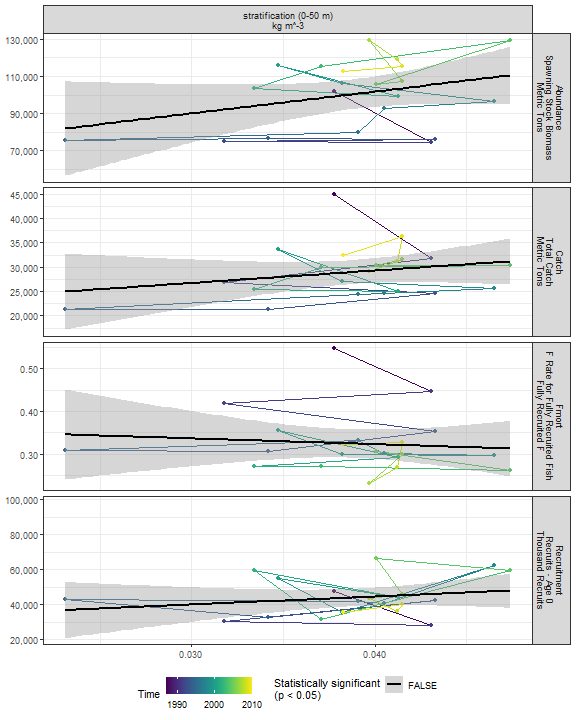 stratification (0-50 m)
kg m^-3
130,000
110,000
90,000
70,000
Abundance
Spawning Stock Biomass
Metric Tons
45,000
40,000
35,000
30,000
25,000
20,000
Catch
Total Catch
Metric Tons
0.50
0.40
0.30
Fmort
F Rate for Fully Recruited Fish
Fully Recruited F
100,000
80,000
60,000
40,000
20,000
Recruitment
Recruits - Age 0
Thousand Recruits
0.030
0.040
Time
1990
2000
2010
Statistically significant
(p < 0.05)
FALSE